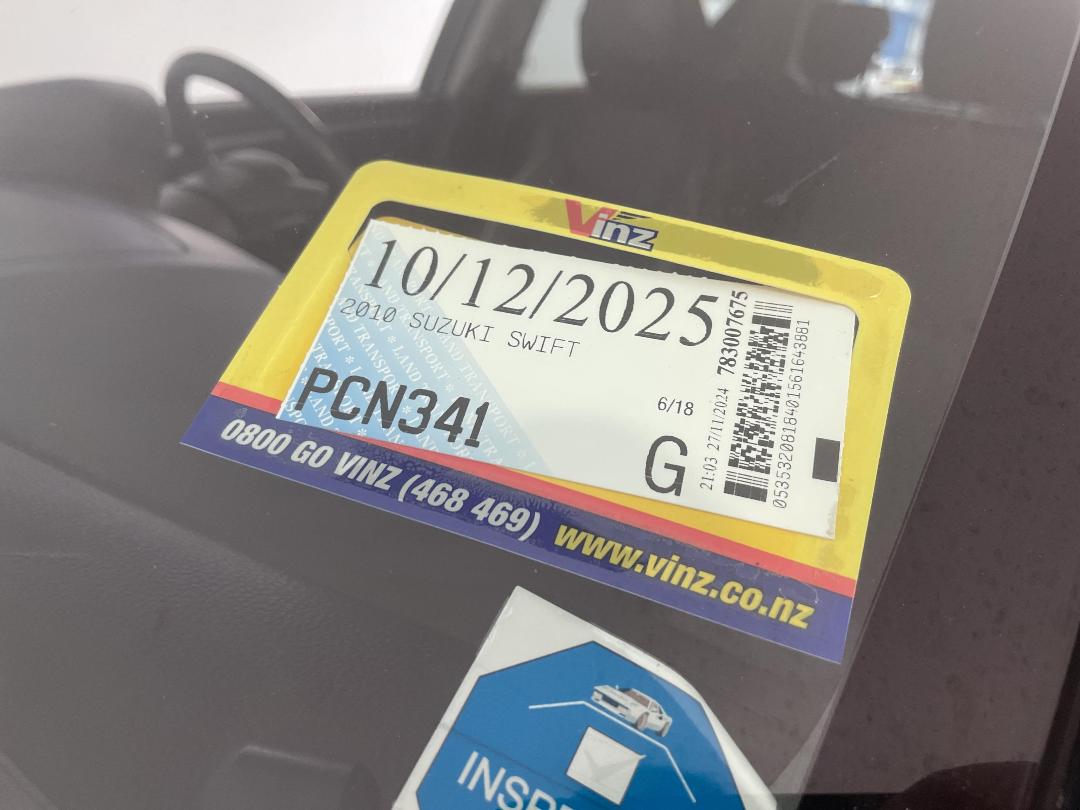 Vinz
10/12/2025
2010 SUZUKI SWIFT
PCN341
6/18
G
21:03 27/11/2024 783007675
0535320818401561643881
0800 GO VINZ (468 469) www.vinz.co.nz